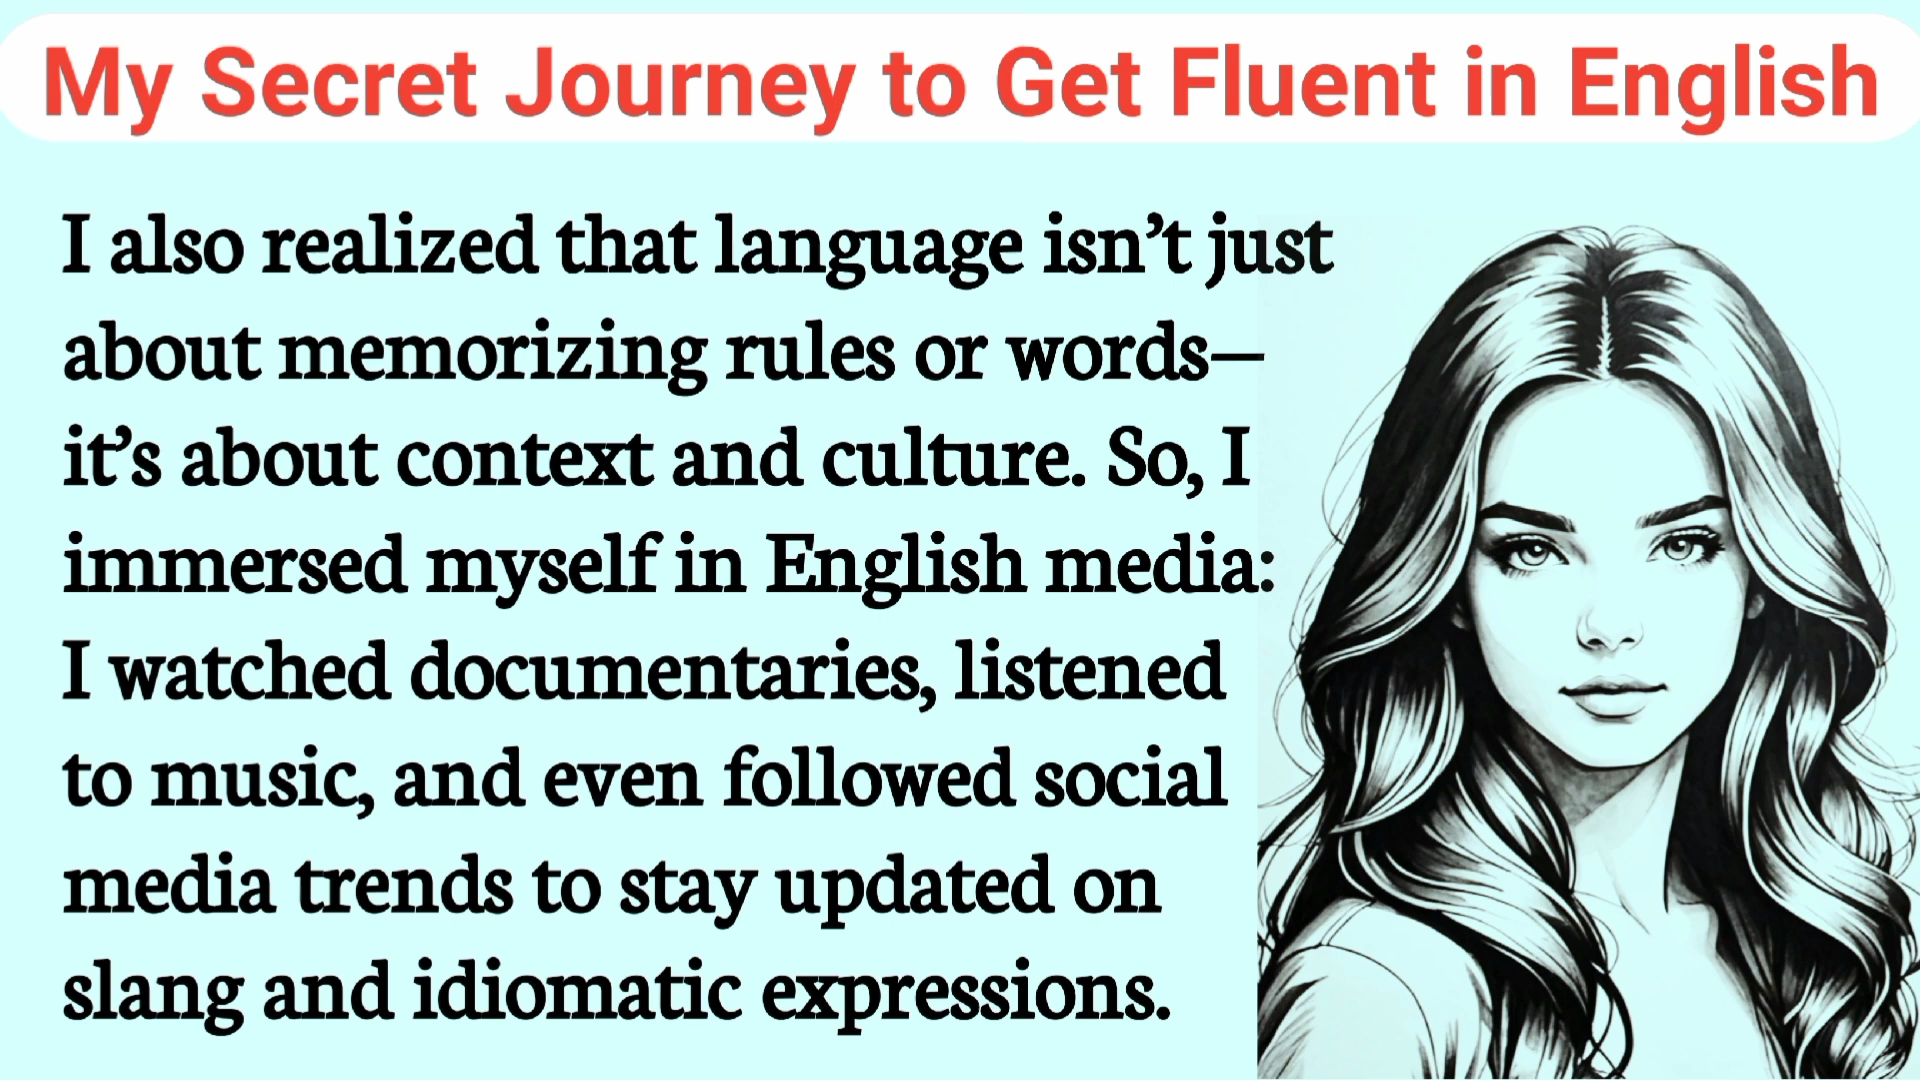 My Secret Journey to Get Fluent in English
I also realized that language isn’t just
about memorizing rules or words—
it’s about context and culture. So, I
immersed myself in English media:
I watched documentaries, listened
to music, and even followed social
media trends to stay updated on
slang and idiomatic expressions.